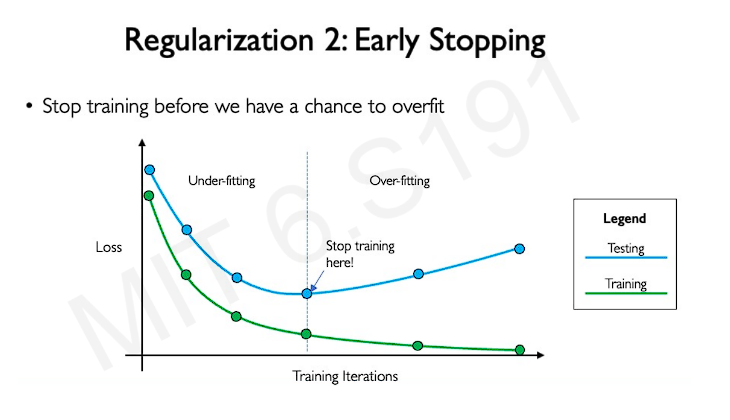 Regularization 2: Early Stopping
• Stop training before we have a chance to overfit
Under-fitting
Over-fitting
Loss
Stop training
here!
Legend
Testing
Training
Training Iterations
MIT 6.S191